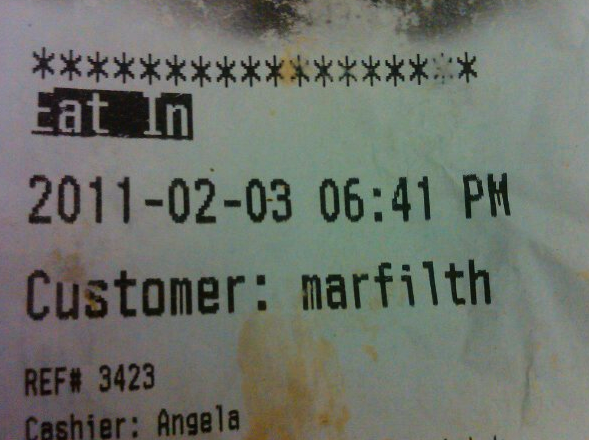 *****************
Eat In
2011-02-03 06:41 PM
Customer: marfilth
REF# 3423
Cashier: Angela